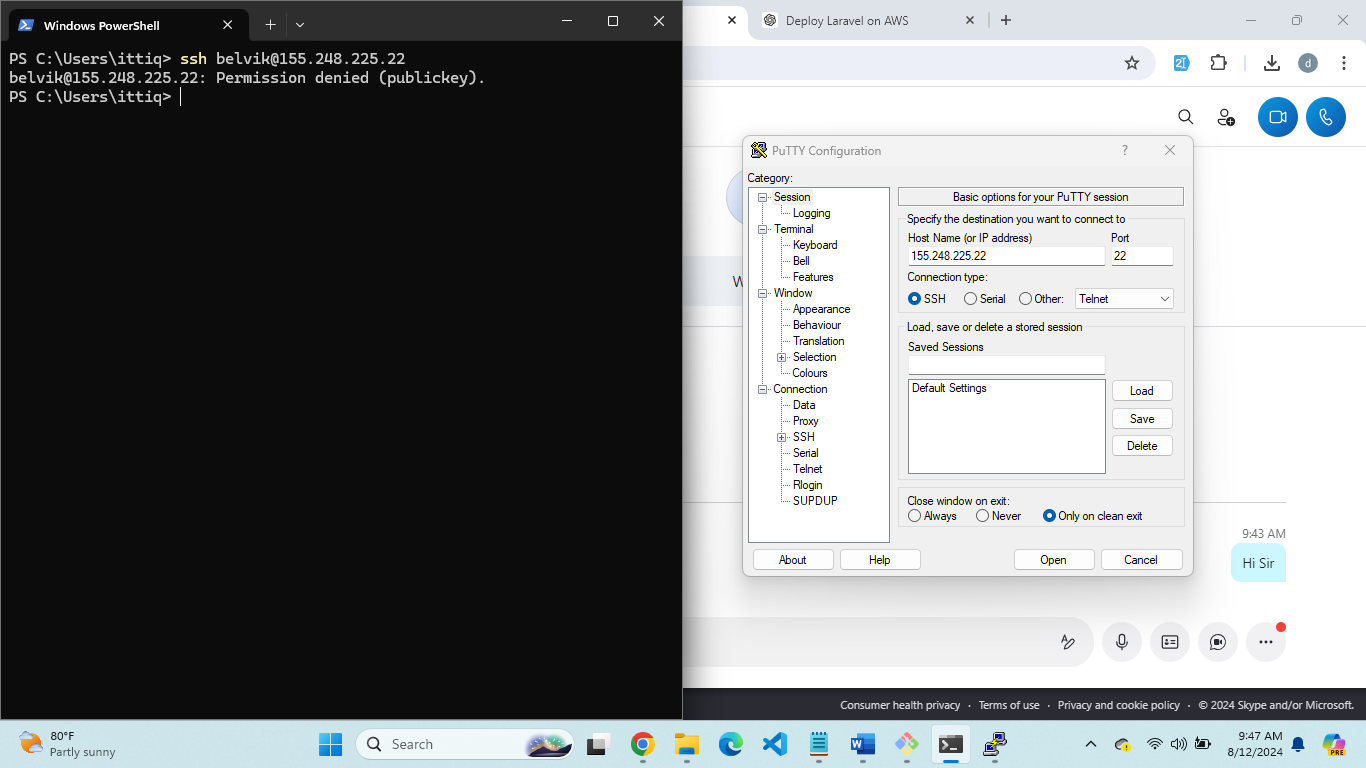 Windows PowerShell
PS C:\Users\ittiq> ssh belvik@155.248.225.22
belvik@155.248.225.22: Permission denied (publickey).
PS C:\Users\ittiq>
Deploy Laravel on AWS
d
W
PuTTY Configuration
?
Category:
Session
Logging
Terminal
Keyboard
Bell
Features
Window
Appearance
Behaviour
Translation
Selection
Colours
Connection
Data
Proxy
SSH
Serial
Telnet
Rlogin
SUPDUP
Basic options for your PuTTY session
Specify the destination you want to connect to
Host Name (or IP address) Port
155.248.225.22 22
Connection type:
SSH Serial Other: Telnet
Load, save or delete a stored session
Saved Sessions
Default Settings
Load
Save
Delete
Close window on exit:
Always Never Only on clean exit
About Help Open Cancel
9:43 AM
Hi Sir
Consumer health privacy · Terms of use · Privacy and cookie policy · © 2024 Skype and/or Microsoft.
80°F
Partly sunny
Search
9:47 AM
8/12/2024
PRE